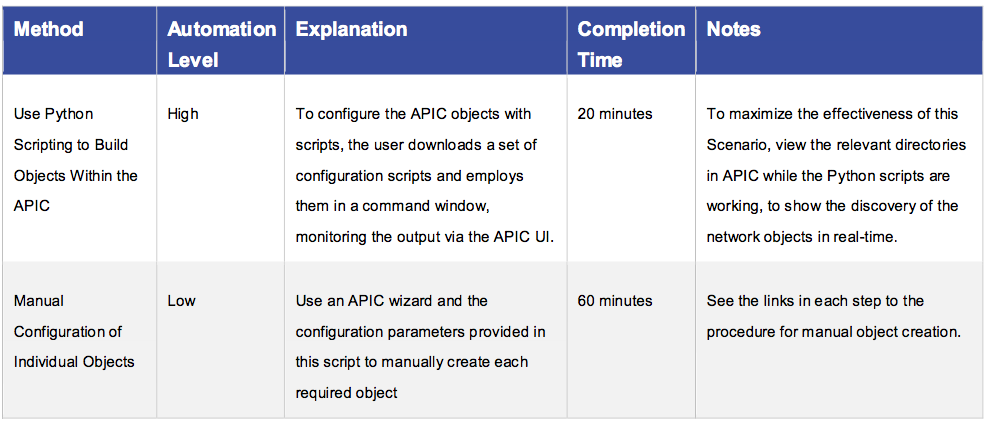 Method
Automation
Level
Explanation
Completion
Time
Notes
Use Python
Scripting to Build
Objects Within the
APIC
High
To configure the APIC objects with
scripts, the user downloads a set of
configuration scripts and employs
them in a command window,
monitoring the output via the APIC UI.
20 minutes
To maximize the effectiveness of this
Scenario, view the relevant directories
in APIC while the Python scripts are
working, to show the discovery of the
network objects in real-time.
Manual
Configuration of
Individual Objects
Low
Use an APIC wizard and the
configuration parameters provided in
this script to manually create each
required object
60 minutes
See the links in each step to the
procedure for manual object creation.